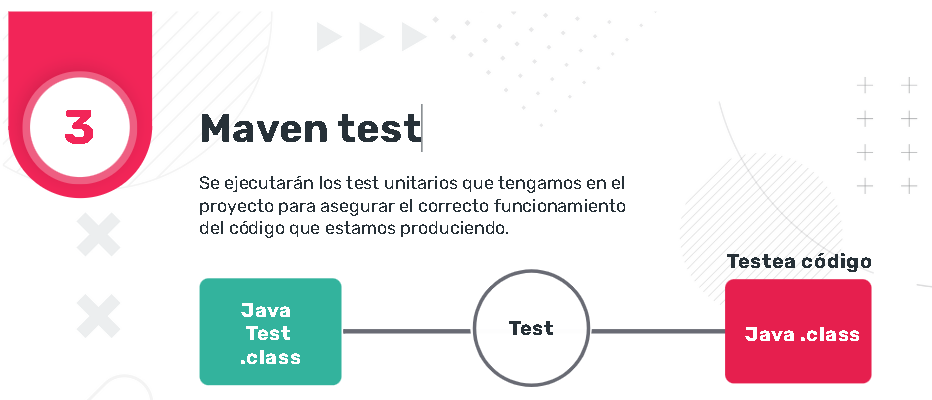 3
Maven test
Se ejecutarán los test unitarios que tengamos en el
proyecto para asegurar el correcto funcionamiento
del código que estamos produciendo.
Testea código
Java
Test
.class
Test
Java .class